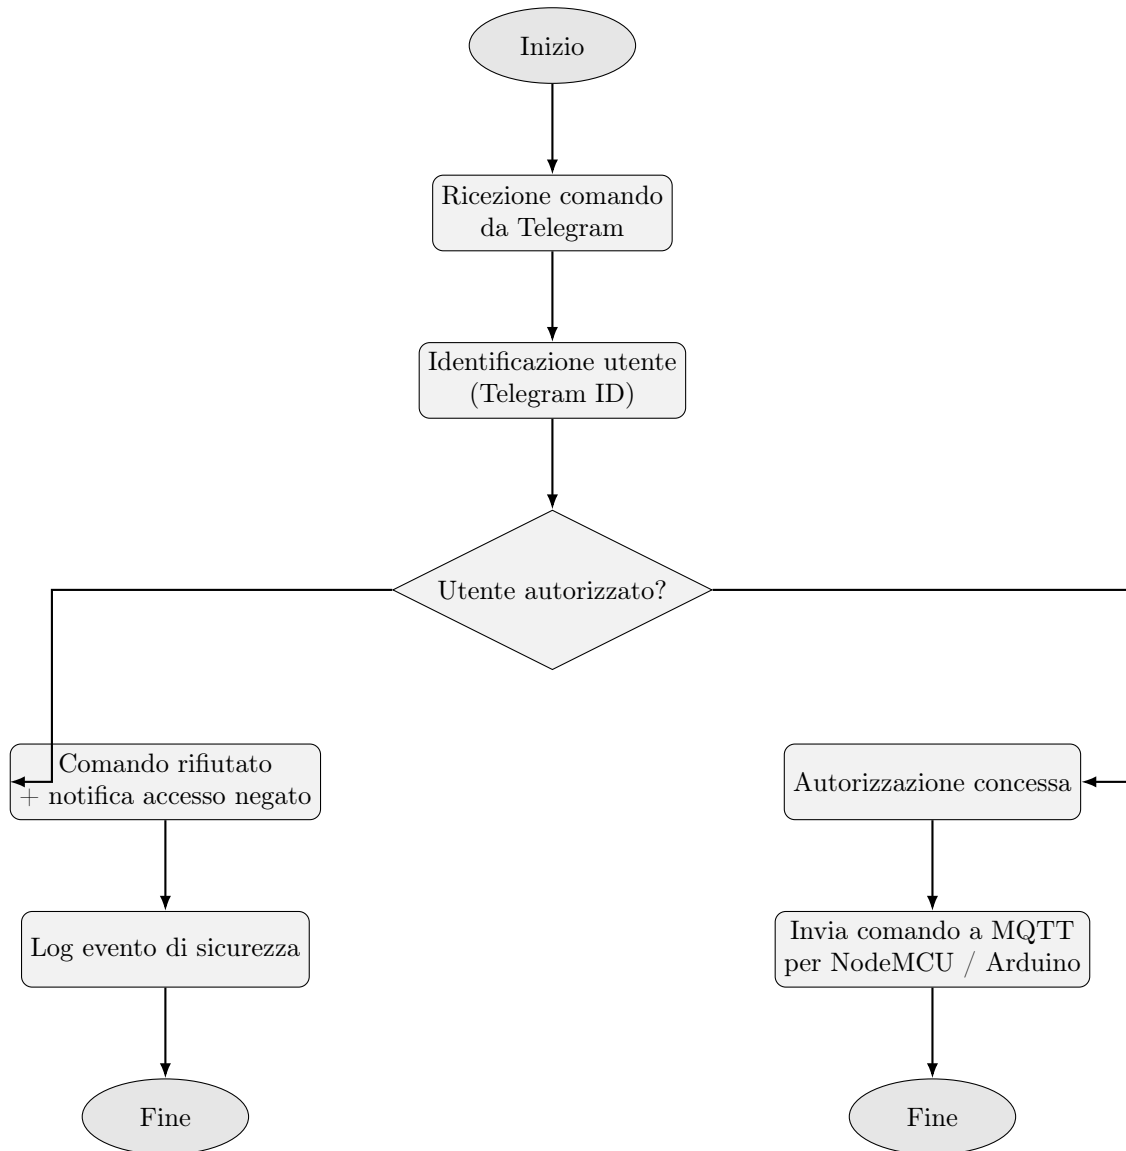 Inizio
Ricezione comando
da Telegram
Identificazione utente
(Telegram ID)
Utente autorizzato?
Comando rifiutato
+ notifica accesso negato
Autorizzazione concessa
Log evento di sicurezza
Invia comando a MQTT
per NodeMCU / Arduino
Fine
Fine